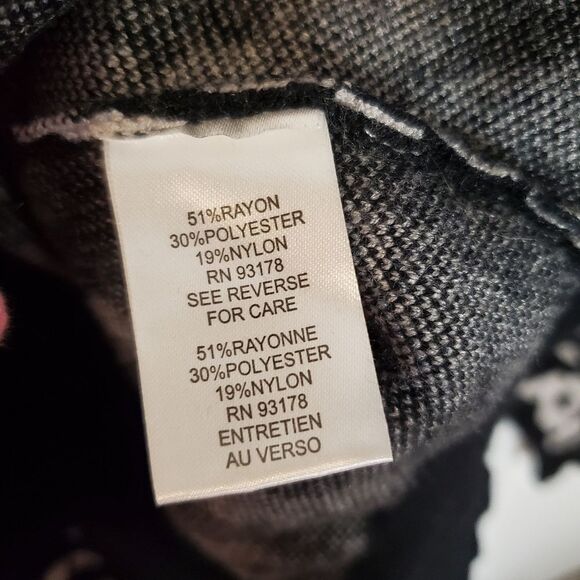 51%RAYON
30%POLYESTER
19%NYLON
RN 93178
SEE REVERSE
FOR CARE
51%RAYONNE
30%POLYESTER
19%NYLON
RN 93178
ENTRETIEN
AU VERSO